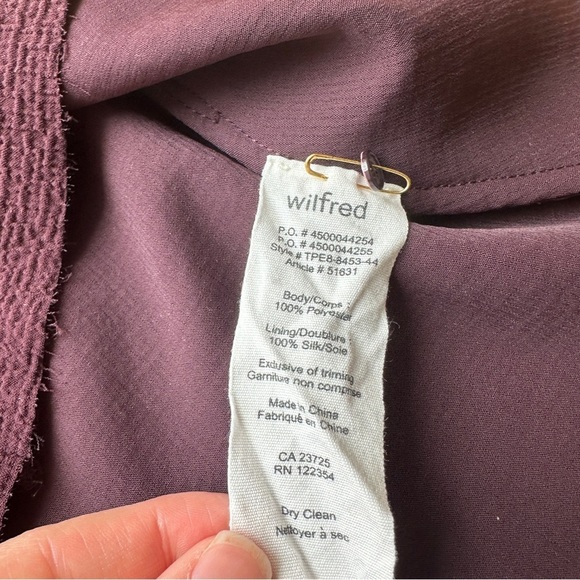 wilfred
P.O. # 4500044254
P.O. # 4500044255
Style # TPE8-8453-44
Article # 51631
Body/Corps :
100% Polyester
Lining/Doublure :
100% Silk/Soie
Exclusive of triming
Garniture non comprise
Made in China
Fabriqué en Chine
CA 23725
RN 122354
Dry Clean
Nettoyer à sec